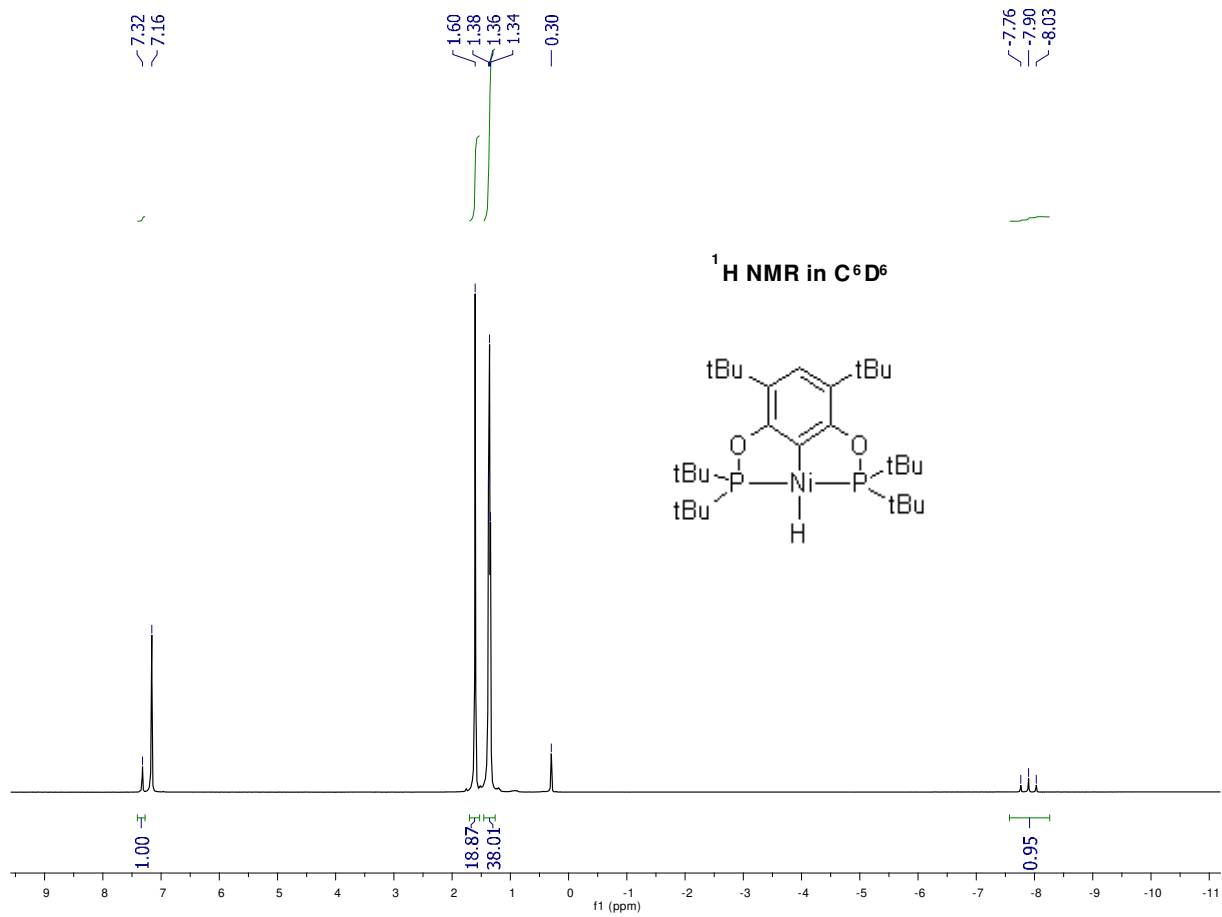 7.32
7.16
1.60
1.38
1.36
1.34
0.30
-7.76
-7.90
-8.03
¹H NMR in C⁶D⁶
tBu tBu
O O
tBu P Ni P tBu
tBu H tBu
1.00
18.87
38.01
0.95
9 8 7 6 5 4 3 2 1 0 -1 -2 -3 -4 -5 -6 -7 -8 -9 -10 -11
f1 (ppm)